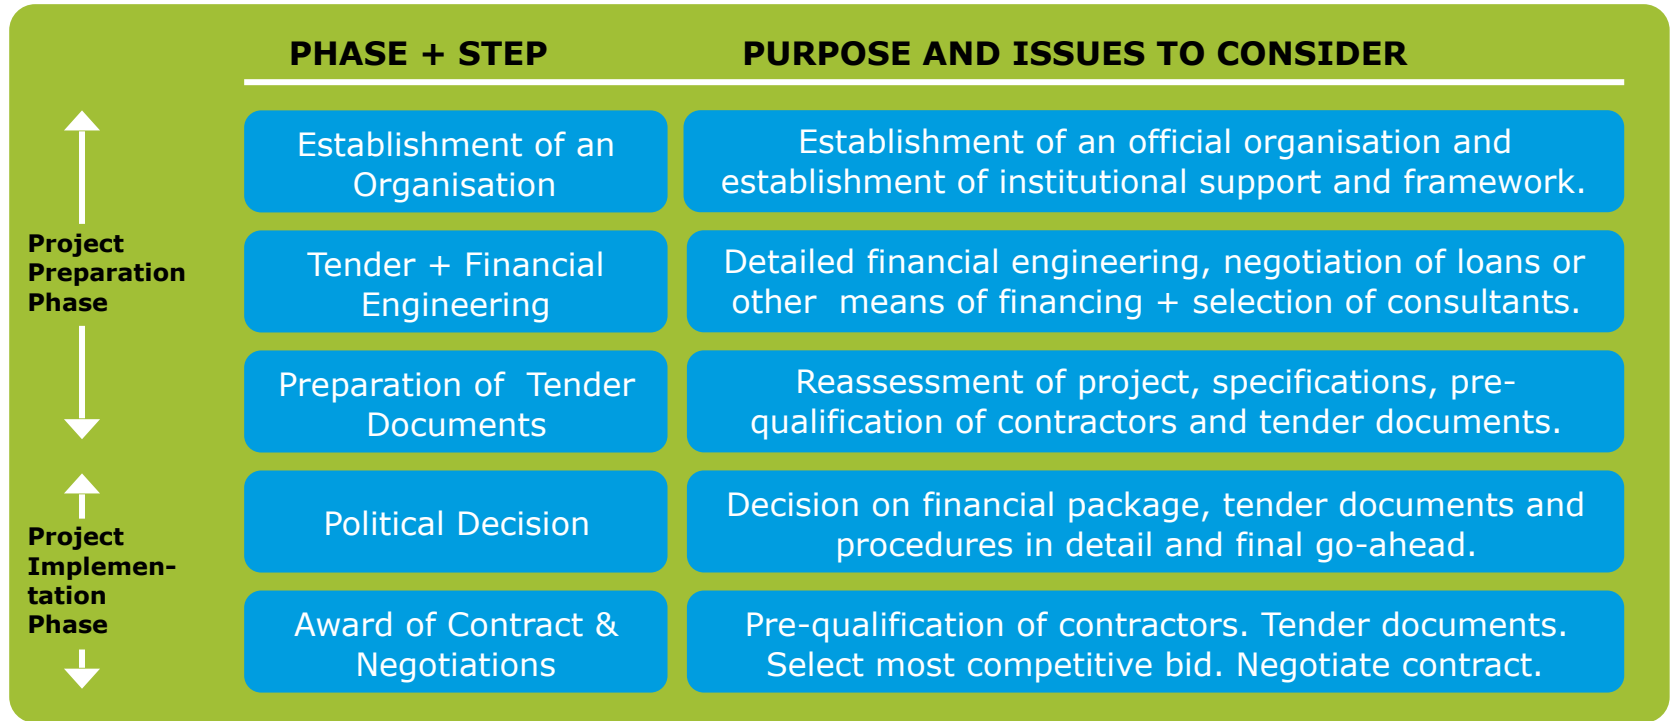 PHASE + STEP
PURPOSE AND ISSUES TO CONSIDER
Project
Preparation
Phase
Establishment of an
Organisation
Establishment of an official organisation and
establishment of institutional support and framework.
Tender + Financial
Engineering
Detailed financial engineering, negotiation of loans or
other  means of financing + selection of consultants.
Preparation of  Tender
Documents
Reassessment of project, specifications, pre-
qualification of contractors and tender documents.
Project
Implemen-
tation
Phase
Political Decision
Decision on financial package, tender documents and
procedures in detail and final go-ahead.
Award of Contract &
Negotiations
Pre-qualification of contractors. Tender documents.
Select most competitive bid. Negotiate contract.